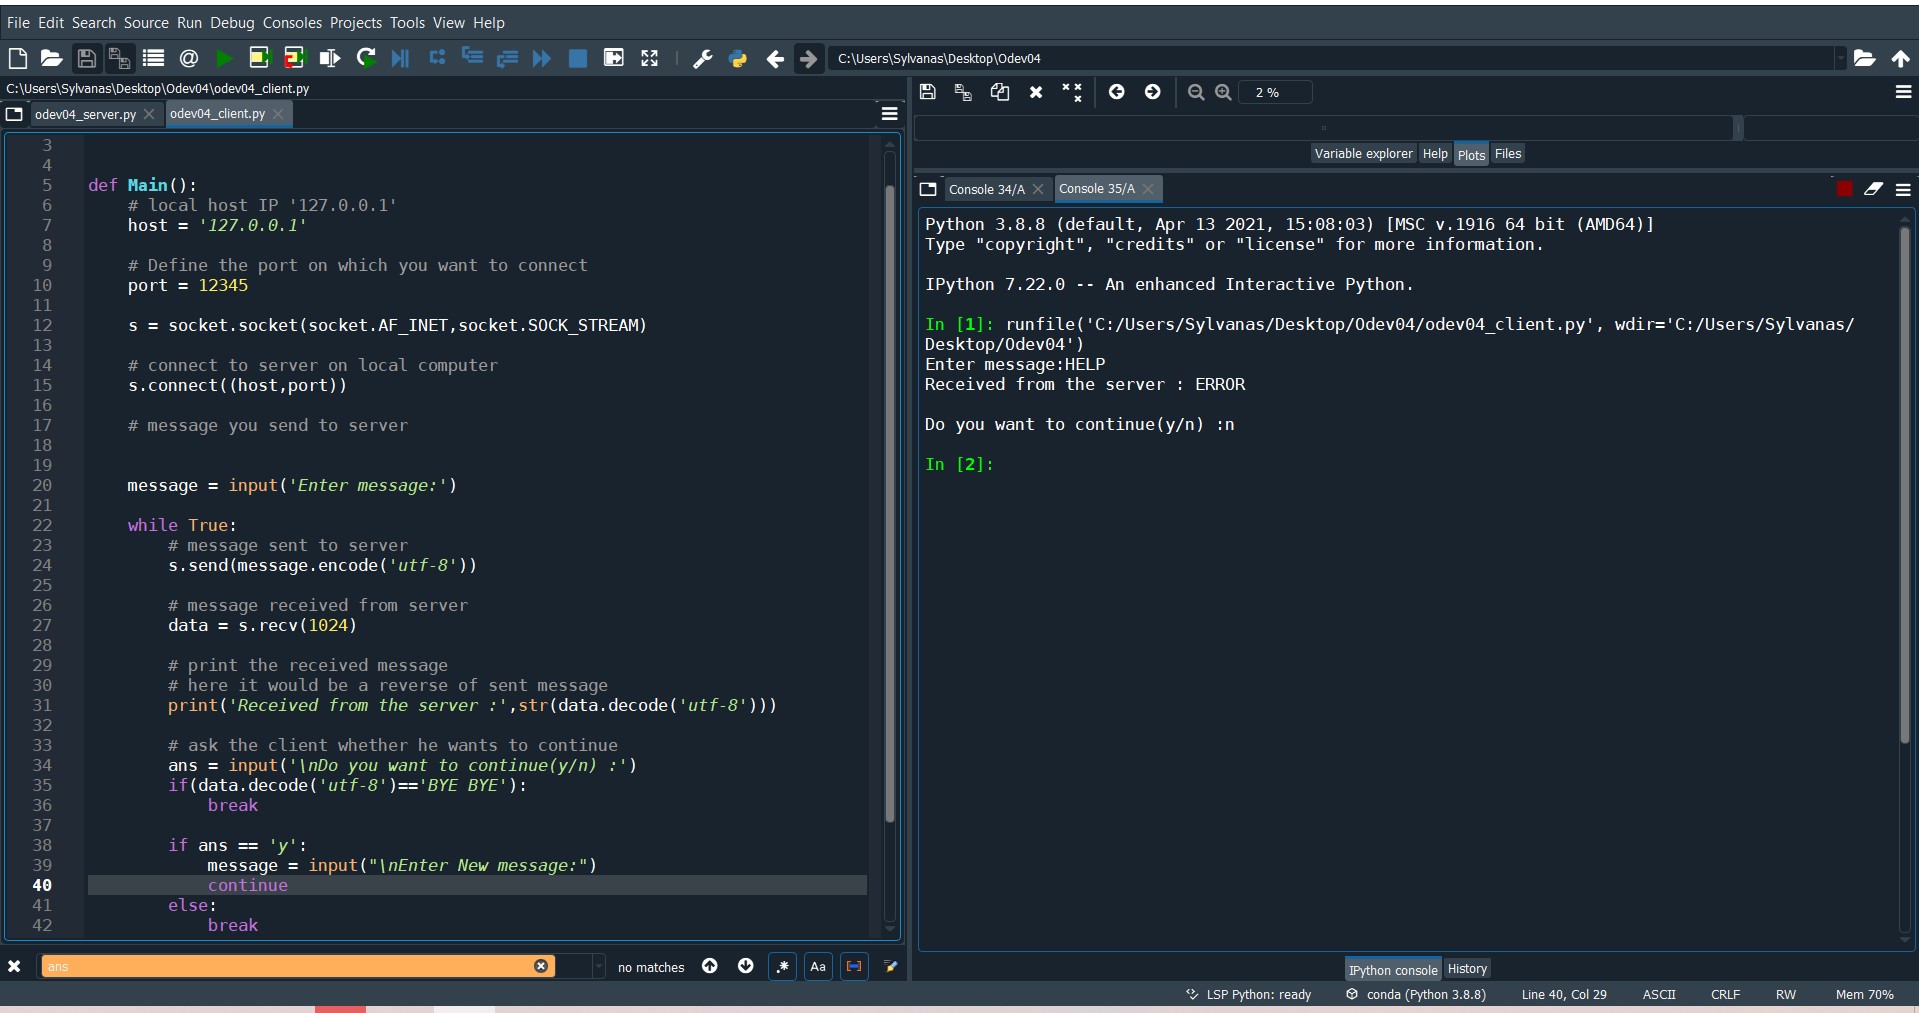 File Edit Search Source Run Debug Consoles Projects Tools View Help
C:\Users\Sylvanas\Desktop\Odev04
C:\Users\Sylvanas\Desktop\Odev04\odev04_client.py
odev04_server.py odev04_client.py
3
4
5 def Main():
6 # local host IP '127.0.0.1'
7 host = '127.0.0.1'
8
9 # Define the port on which you want to connect
10 port = 12345
11
12 s = socket.socket(socket.AF_INET,socket.SOCK_STREAM)
13
14 # connect to server on local computer
15 s.connect((host,port))
16
17 # message you send to server
18
19
20 message = input('Enter message:')
21
22 while True:
23 # message sent to server
24 s.send(message.encode('utf-8'))
25
26 # message received from server
27 data = s.recv(1024)
28
29 # print the received message
30 # here it would be a reverse of sent message
31 print('Received from the server :',str(data.decode('utf-8')))
32
33 # ask the client whether he wants to continue
34 ans = input('\nDo you want to continue(y/n) :')
35 if(data.decode('utf-8')=='BYE BYE'):
36 break
37
38 if ans == 'y':
39 message = input("\nEnter New message:")
40 continue
41 else:
42 break
ans
no matches
.*
Aa
2 %
Variable explorer Help Plots Files
Console 34/A Console 35/A
Python 3.8.8 (default, Apr 13 2021, 15:08:03) [MSC v.1916 64 bit (AMD64)]
Type "copyright", "credits" or "license" for more information.
IPython 7.22.0 -- An enhanced Interactive Python.
In [1]: runfile('C:/Users/Sylvanas/Desktop/Odev04/odev04_client.py', wdir='C:/Users/Sylvanas/
Desktop/Odev04')
Enter message:HELP
Received from the server : ERROR
Do you want to continue(y/n) :n
In [2]:
IPython console History
LSP Python: ready conda (Python 3.8.8) Line 40, Col 29 ASCII CRLF RW Mem 70%